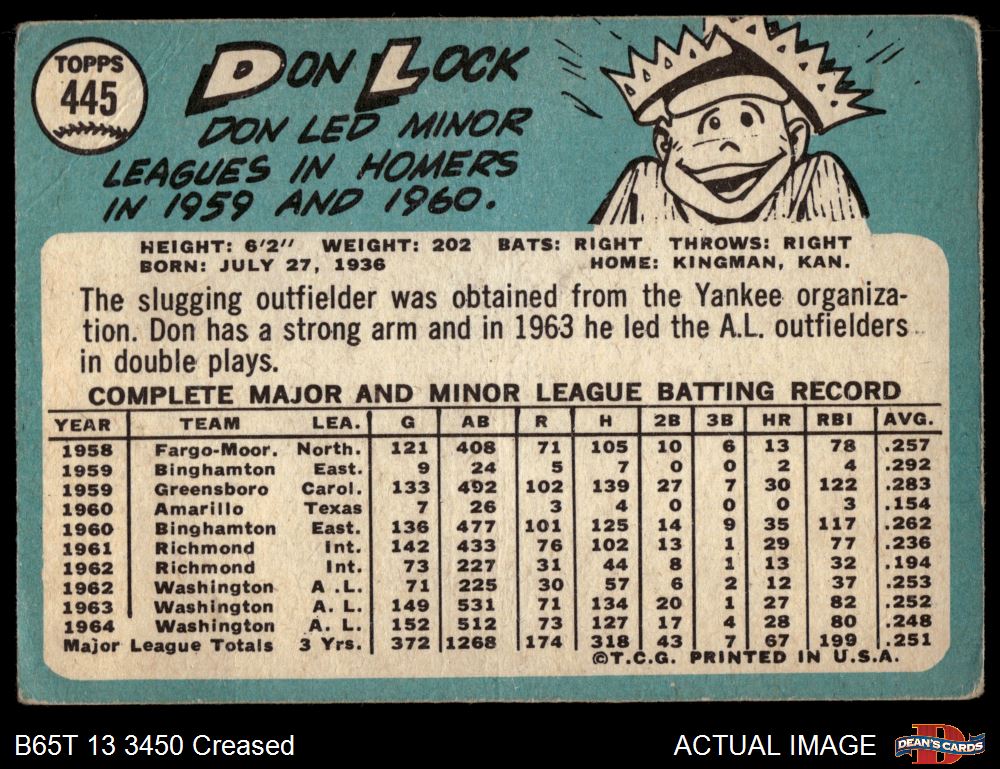 TOPPS
445
DON LOCK
DON LED MINOR
LEAGUES IN HOMERS
IN 1959 AND 1960.
HEIGHT: 6'2" WEIGHT: 202 BATS: RIGHT THROWS: RIGHT
BORN: JULY 27, 1936 HOME: KINGMAN, KAN.
The slugging outfielder was obtained from the Yankee organiza-
tion. Don has a strong arm and in 1963 he led the A.L. outfielders
in double plays.
COMPLETE MAJOR AND MINOR LEAGUE BATTING RECORD
YEAR TEAM LEA. G AB R H 2B 3B HR RBI AVG.
1958 Fargo-Moor. North. 121 408 71 105 10 6 13 78 .257
1959 Binghamton East. 9 24 5 7 0 0 2 4 .292
1959 Greensboro Carol. 133 492 102 139 27 7 30 122 .283
1960 Amarillo Texas 7 26 3 4 0 0 0 3 .154
1960 Binghamton East. 136 477 101 125 14 9 35 117 .262
1961 Richmond Int. 142 433 76 102 13 1 29 77 .236
1962 Richmond Int. 73 227 31 44 8 1 13 32 .194
1962 Washington A.L. 71 225 30 57 6 2 12 37 .253
1963 Washington A. L. 149 531 71 134 20 1 27 82 .252
1964 Washington A. L. 152 512 73 127 17 4 28 80 .248
Major League Totals 3 Yrs. 372 1268 174 318 43 7 67 199 .251
©T.C.G. PRINTED IN U.S.A.
B65T 13 3450 Creased
ACTUAL IMAGE
DEAN'S CARDS